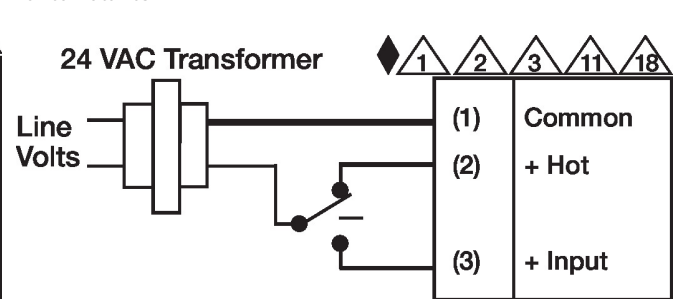 24 VAC Transformer
1 2 3 11 18
Line
Volts
(1) Common
(2) + Hot
(3) + Input